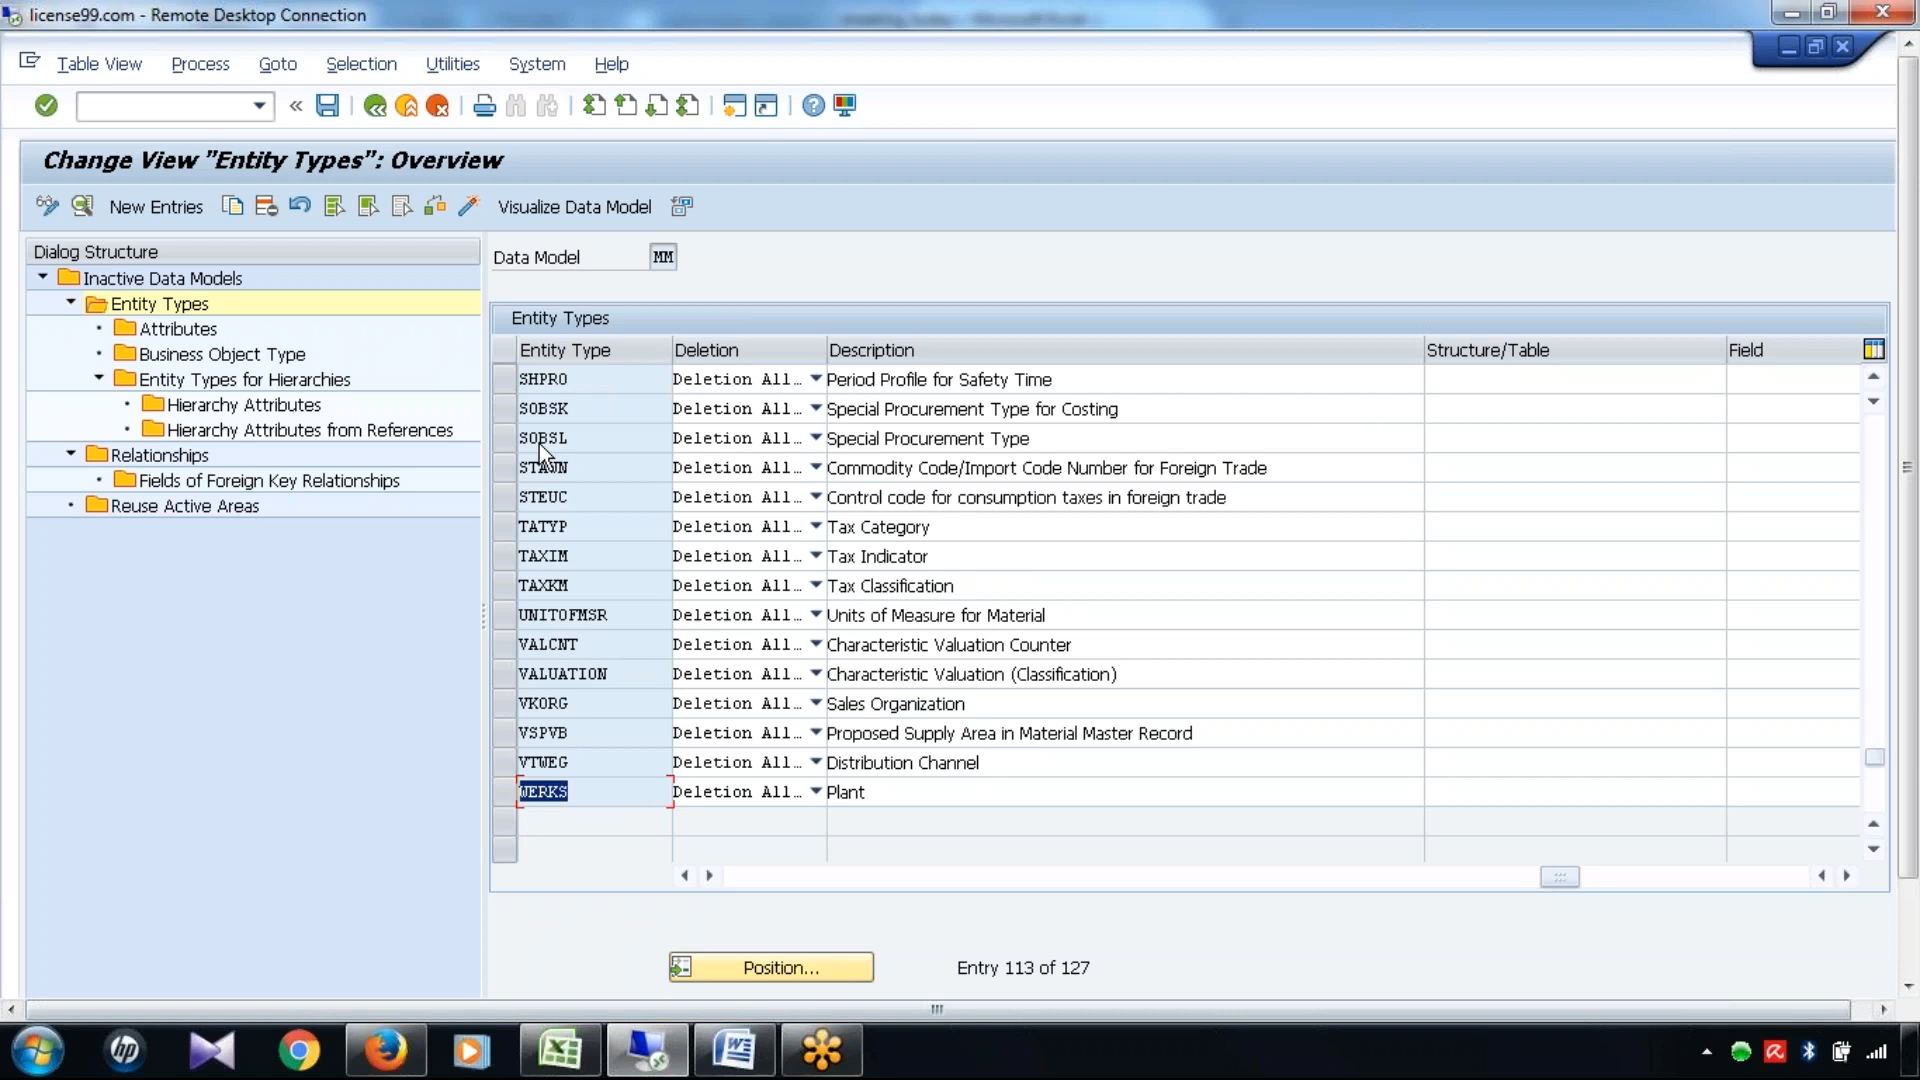 license99.com - Remote Desktop Connection
Table View Process Goto Selection Utilities System Help
Change View "Entity Types": Overview
New Entries Visualize Data Model
Dialog Structure
Inactive Data Models
Entity Types
Attributes
Business Object Type
Entity Types for Hierarchies
Hierarchy Attributes
Hierarchy Attributes from References
Relationships
Fields of Foreign Key Relationships
Reuse Active Areas
Data Model MM
Entity Types
Entity Type Deletion Description Structure/Table Field
SHPRO Deletion All… Period Profile for Safety Time
SOBSK Deletion All… Special Procurement Type for Costing
SOBSL Deletion All… Special Procurement Type
STAWN Deletion All… Commodity Code/Import Code Number for Foreign Trade
STEUC Deletion All… Control code for consumption taxes in foreign trade
TATYP Deletion All… Tax Category
TAXIM Deletion All… Tax Indicator
TAXKM Deletion All… Tax Classification
UNITOFMSR Deletion All… Units of Measure for Material
VALCNT Deletion All… Characteristic Valuation Counter
VALUATION Deletion All… Characteristic Valuation (Classification)
VKORG Deletion All… Sales Organization
VSPVB Deletion All… Proposed Supply Area in Material Master Record
VTWEG Deletion All… Distribution Channel
WERKS Deletion All… Plant
Position... Entry 113 of 127